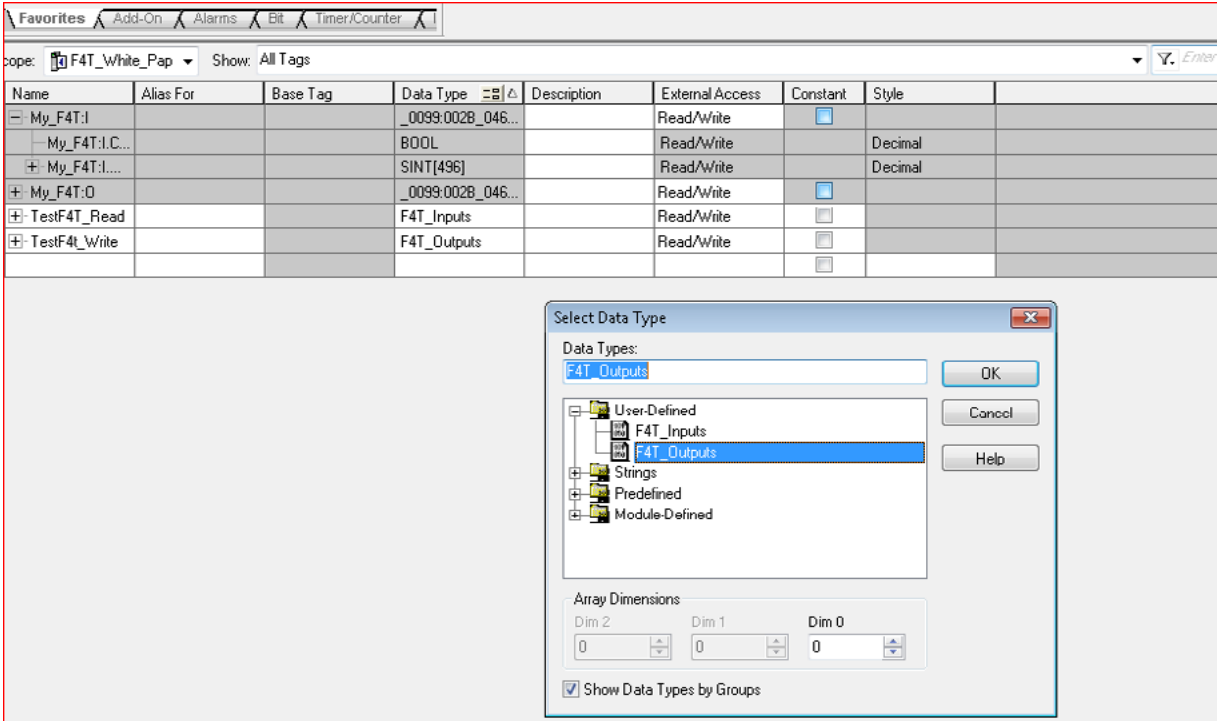 Favorites Add-On Alarms Bit Timer/Counter
cope: F4T_White_Pap Show: All Tags Enter
Name Alias For Base Tag Data Type Description External Access Constant Style
My_F4T:I _0099:002B_046... Read/Write
My_F4T:I.C... BOOL Read/Write Decimal
My_F4T:I.... SINT[496] Read/Write Decimal
My_F4T:O _0099:002B_046... Read/Write
TestF4T_Read F4T_Inputs Read/Write
TestF4t_Write F4T_Outputs Read/Write
Select Data Type
Data Types:
F4T_Outputs OK
User-Defined Cancel
F4T_Inputs
F4T_Outputs Help
Strings
Predefined
Module-Defined
Array Dimensions
Dim 2 Dim 1 Dim 0
0 0 0
Show Data Types by Groups